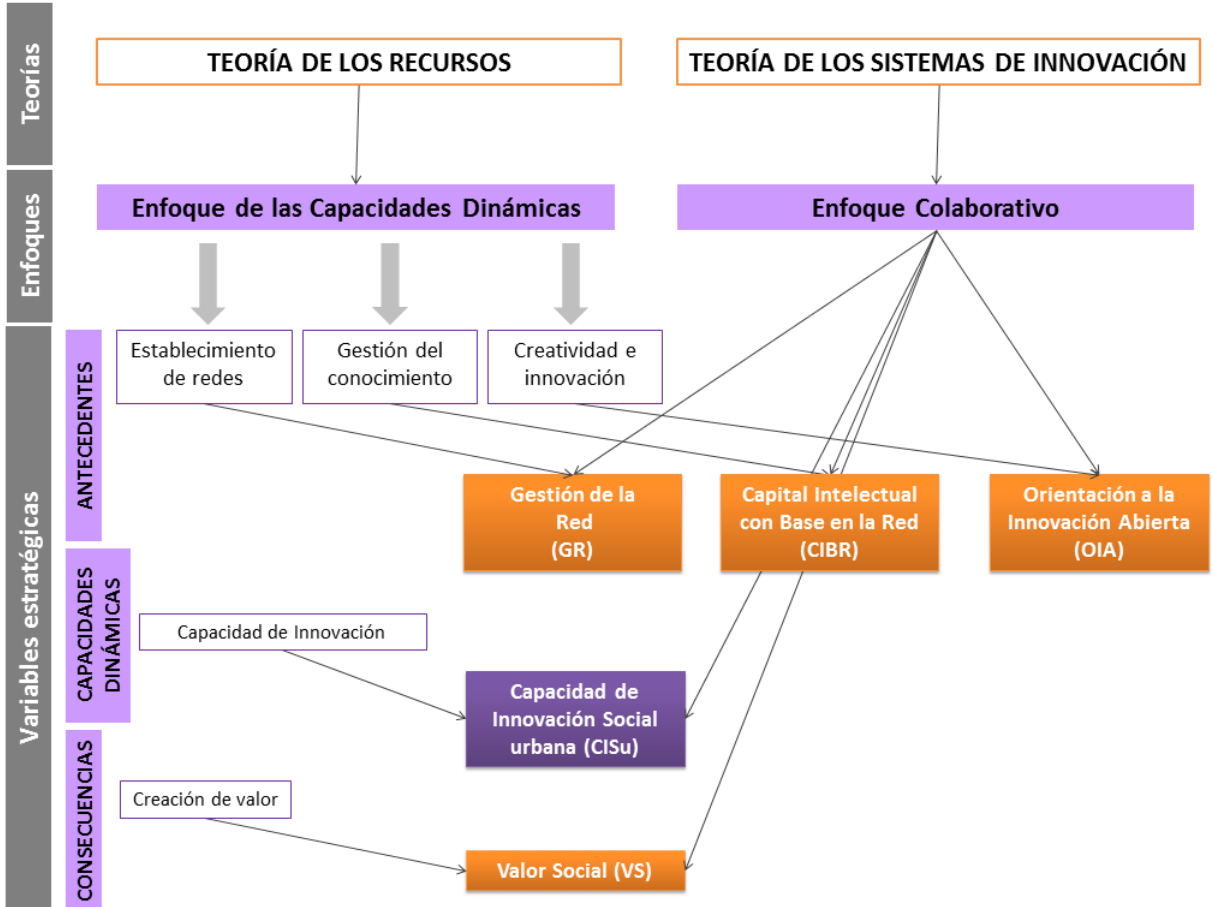 Teorías
TEORÍA DE LOS RECURSOS
TEORÍA DE LOS SISTEMAS DE INNOVACIÓN
Enfoques
Enfoque de las Capacidades Dinámicas
Enfoque Colaborativo
Variables estratégicas
ANTECEDENTES
Establecimiento
de redes
Gestión del
conocimiento
Creatividad e
innovación
Gestión de la
Red
(GR)
Capital Intelectual
con Base en la Red
(CIBR)
Orientación a la
Innovación Abierta
(OIA)
CAPACIDADES
DINÁMICAS
Capacidad de Innovación
Capacidad de
Innovación Social
urbana (CISu)
CONSECUENCIAS
Creación de valor
Valor Social (VS)